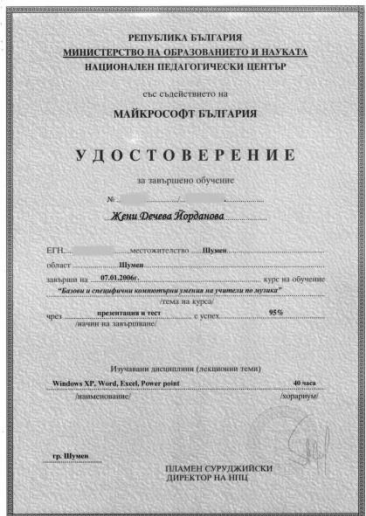 РЕПУБЛИКА БЪЛГАРИЯ
МИНИСТЕРСТВО НА ОБРАЗОВАНИЕТО И НАУКАТА
НАЦИОНАЛЕН ПЕДАГОГИЧЕСКИ ЦЕНТЪР
със съдействието на
МАЙКРОСОФТ БЪЛГАРИЯ
УДОСТОВЕРЕНИЕ
за завършено обучение
№ /
Жени Дечева Йорданова
ЕГН, местожителство Шумен
област Шумен
завърши на 07.01.2006г. курс на обучение
"Базови и специфични компютърни умения на учители по музика"
/тема на курса/
чрез презентация и тест с успех 95%
/начин на завършване/
Изучавани дисциплини (лекционни теми)
Windows XP, Word, Excel, Power point 40 часа
/наименование/ /хорариум/
гр. Шумен
ПЛАМЕН СУРУДЖИЙСКИ
ДИРЕКТОР НА НПЦ